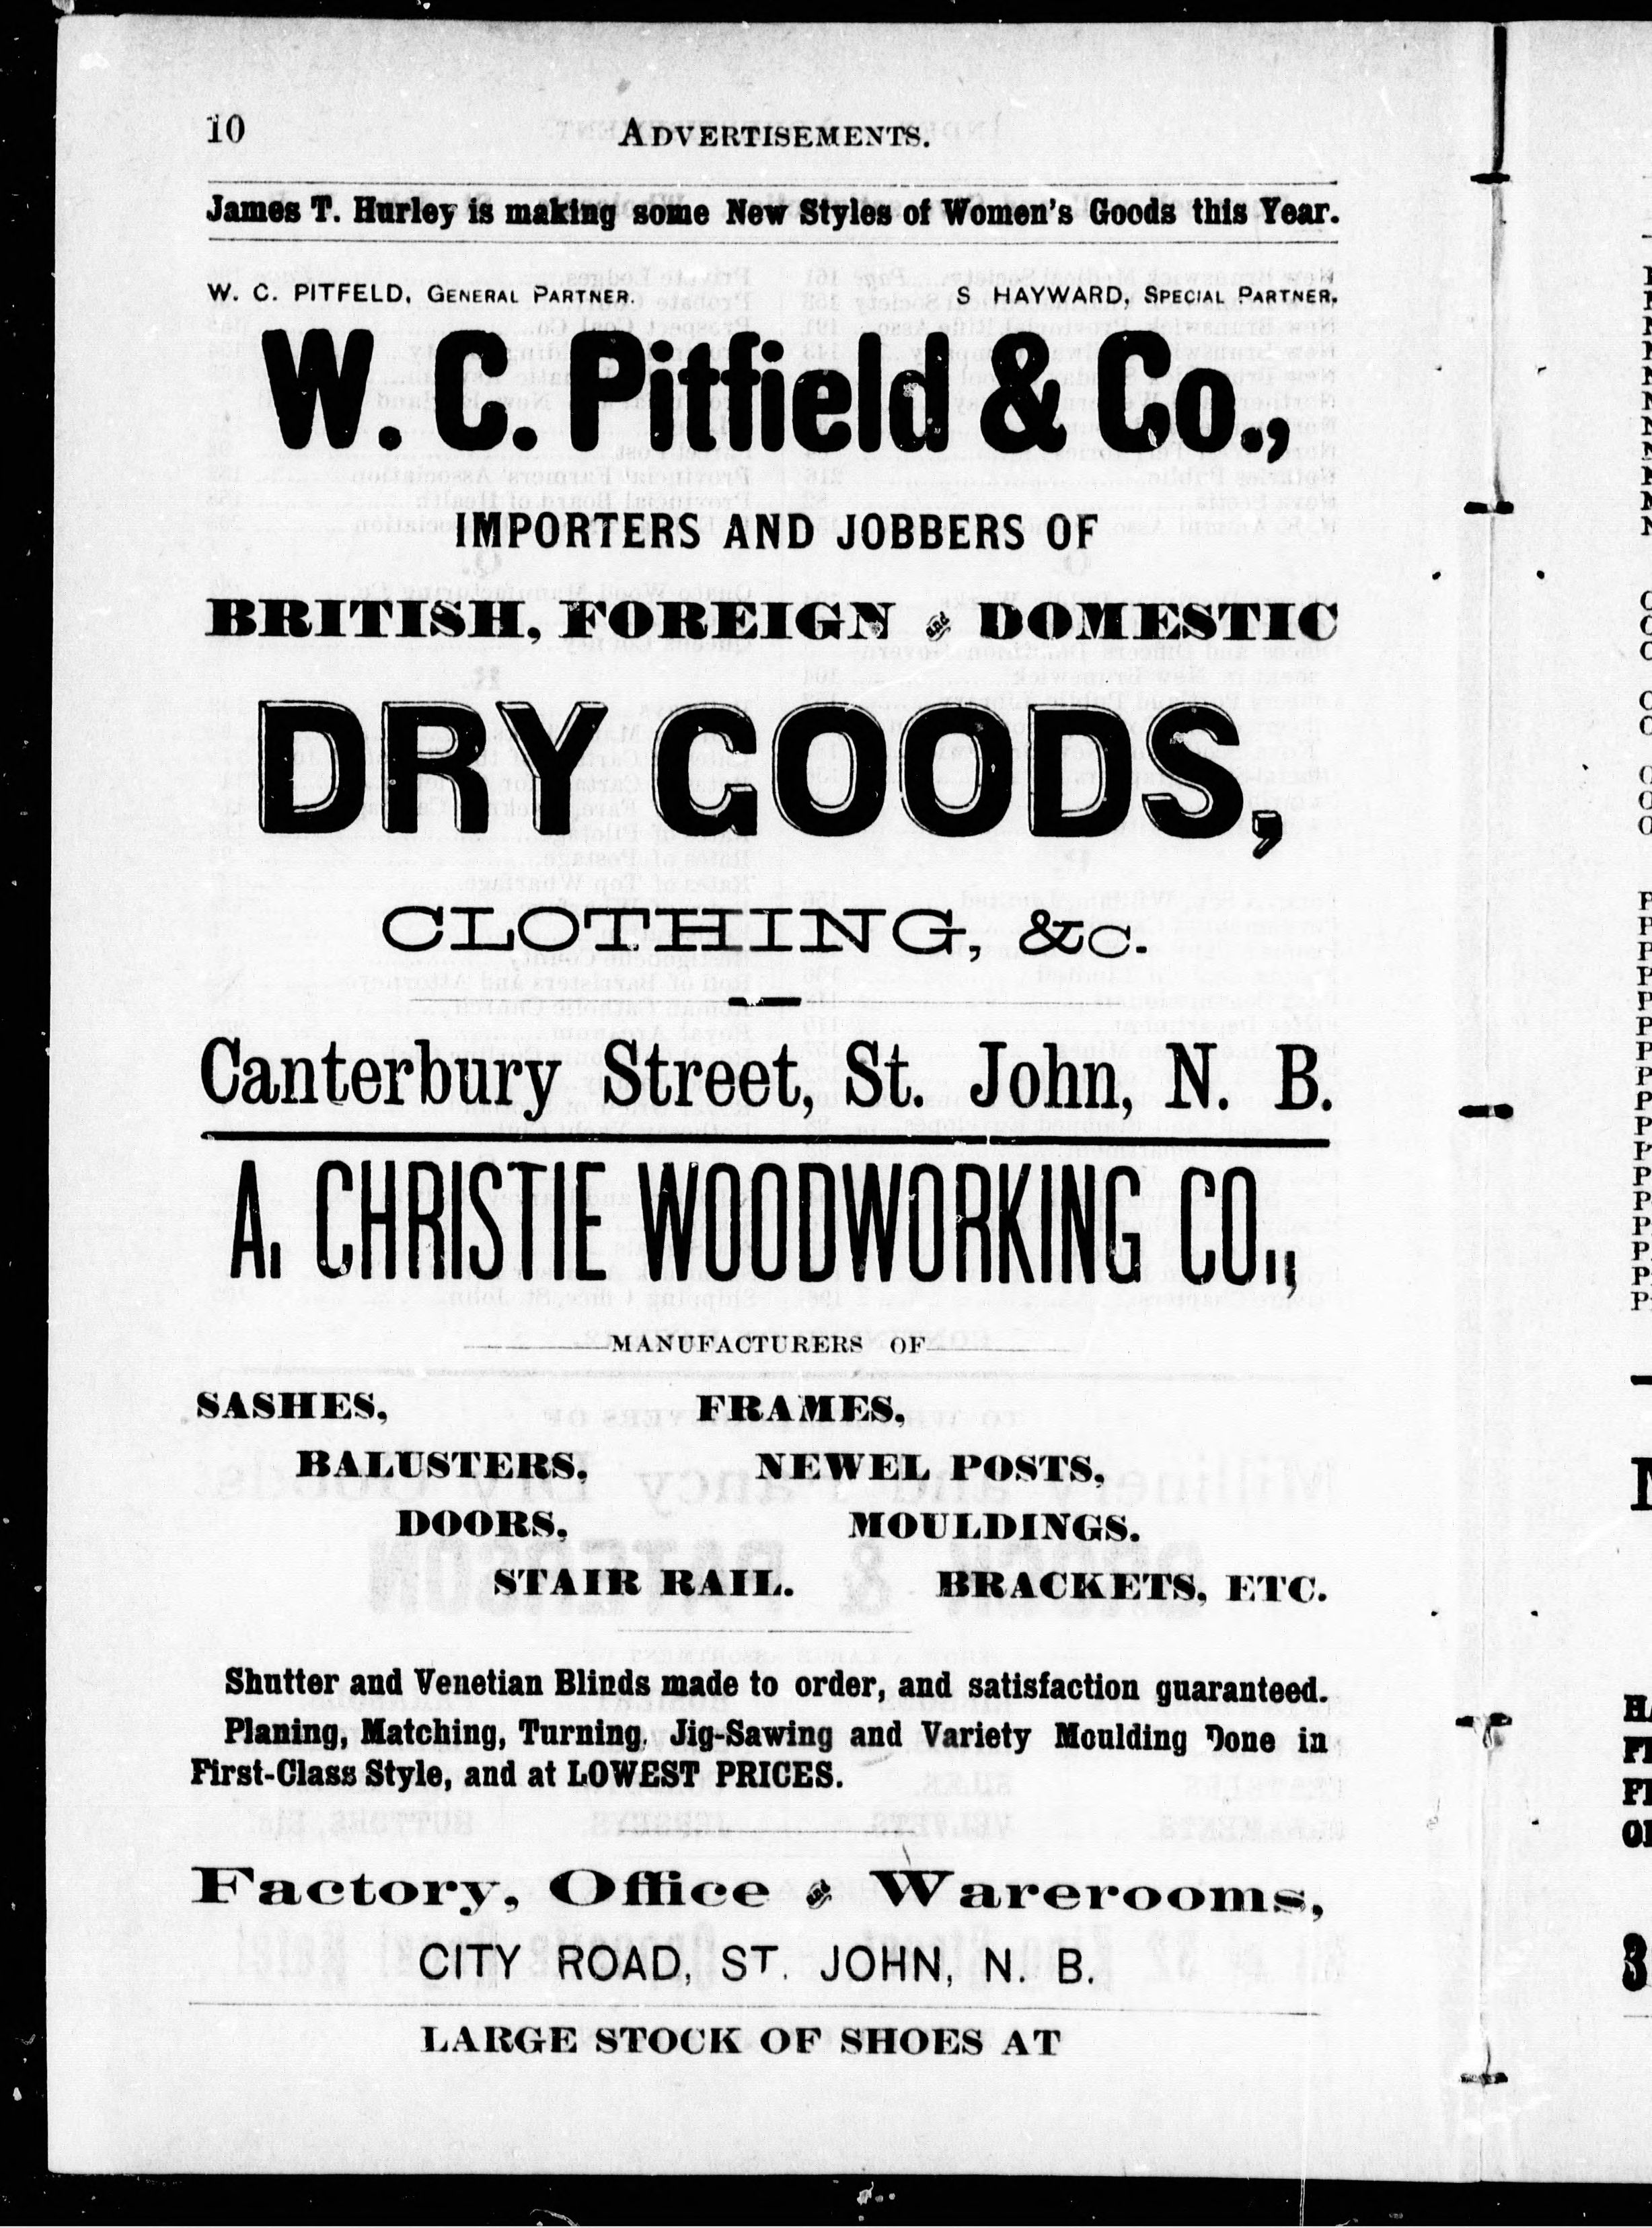 10
ADVERTISEMENTS.
James T. Hurley is making some New Styles of Women's Goods this Year.
W. C. PITFELD, GENERAL PARTNER. S HAYWARD, SPECIAL PARTNER.
W. C. Pitfield & Co.,
IMPORTERS AND JOBBERS OF
BRITISH, FOREIGN and DOMESTIC
DRY GOODS,
CLOTHING, &c.
Canterbury Street, St. John, N. B.
A. CHRISTIE WOODWORKING CO.,
MANUFACTURERS OF
SASHES, FRAMES,
BALUSTERS, NEWEL POSTS,
DOORS, MOULDINGS.
STAIR RAIL. BRACKETS, ETC.
Shutter and Venetian Blinds made to order, and satisfaction guaranteed.
Planing, Matching, Turning, Jig-Sawing and Variety Moulding Done in
First-Class Style, and at LOWEST PRICES.
Factory, Office and Warerooms,
CITY ROAD, ST. JOHN, N. B.
LARGE STOCK OF SHOES AT